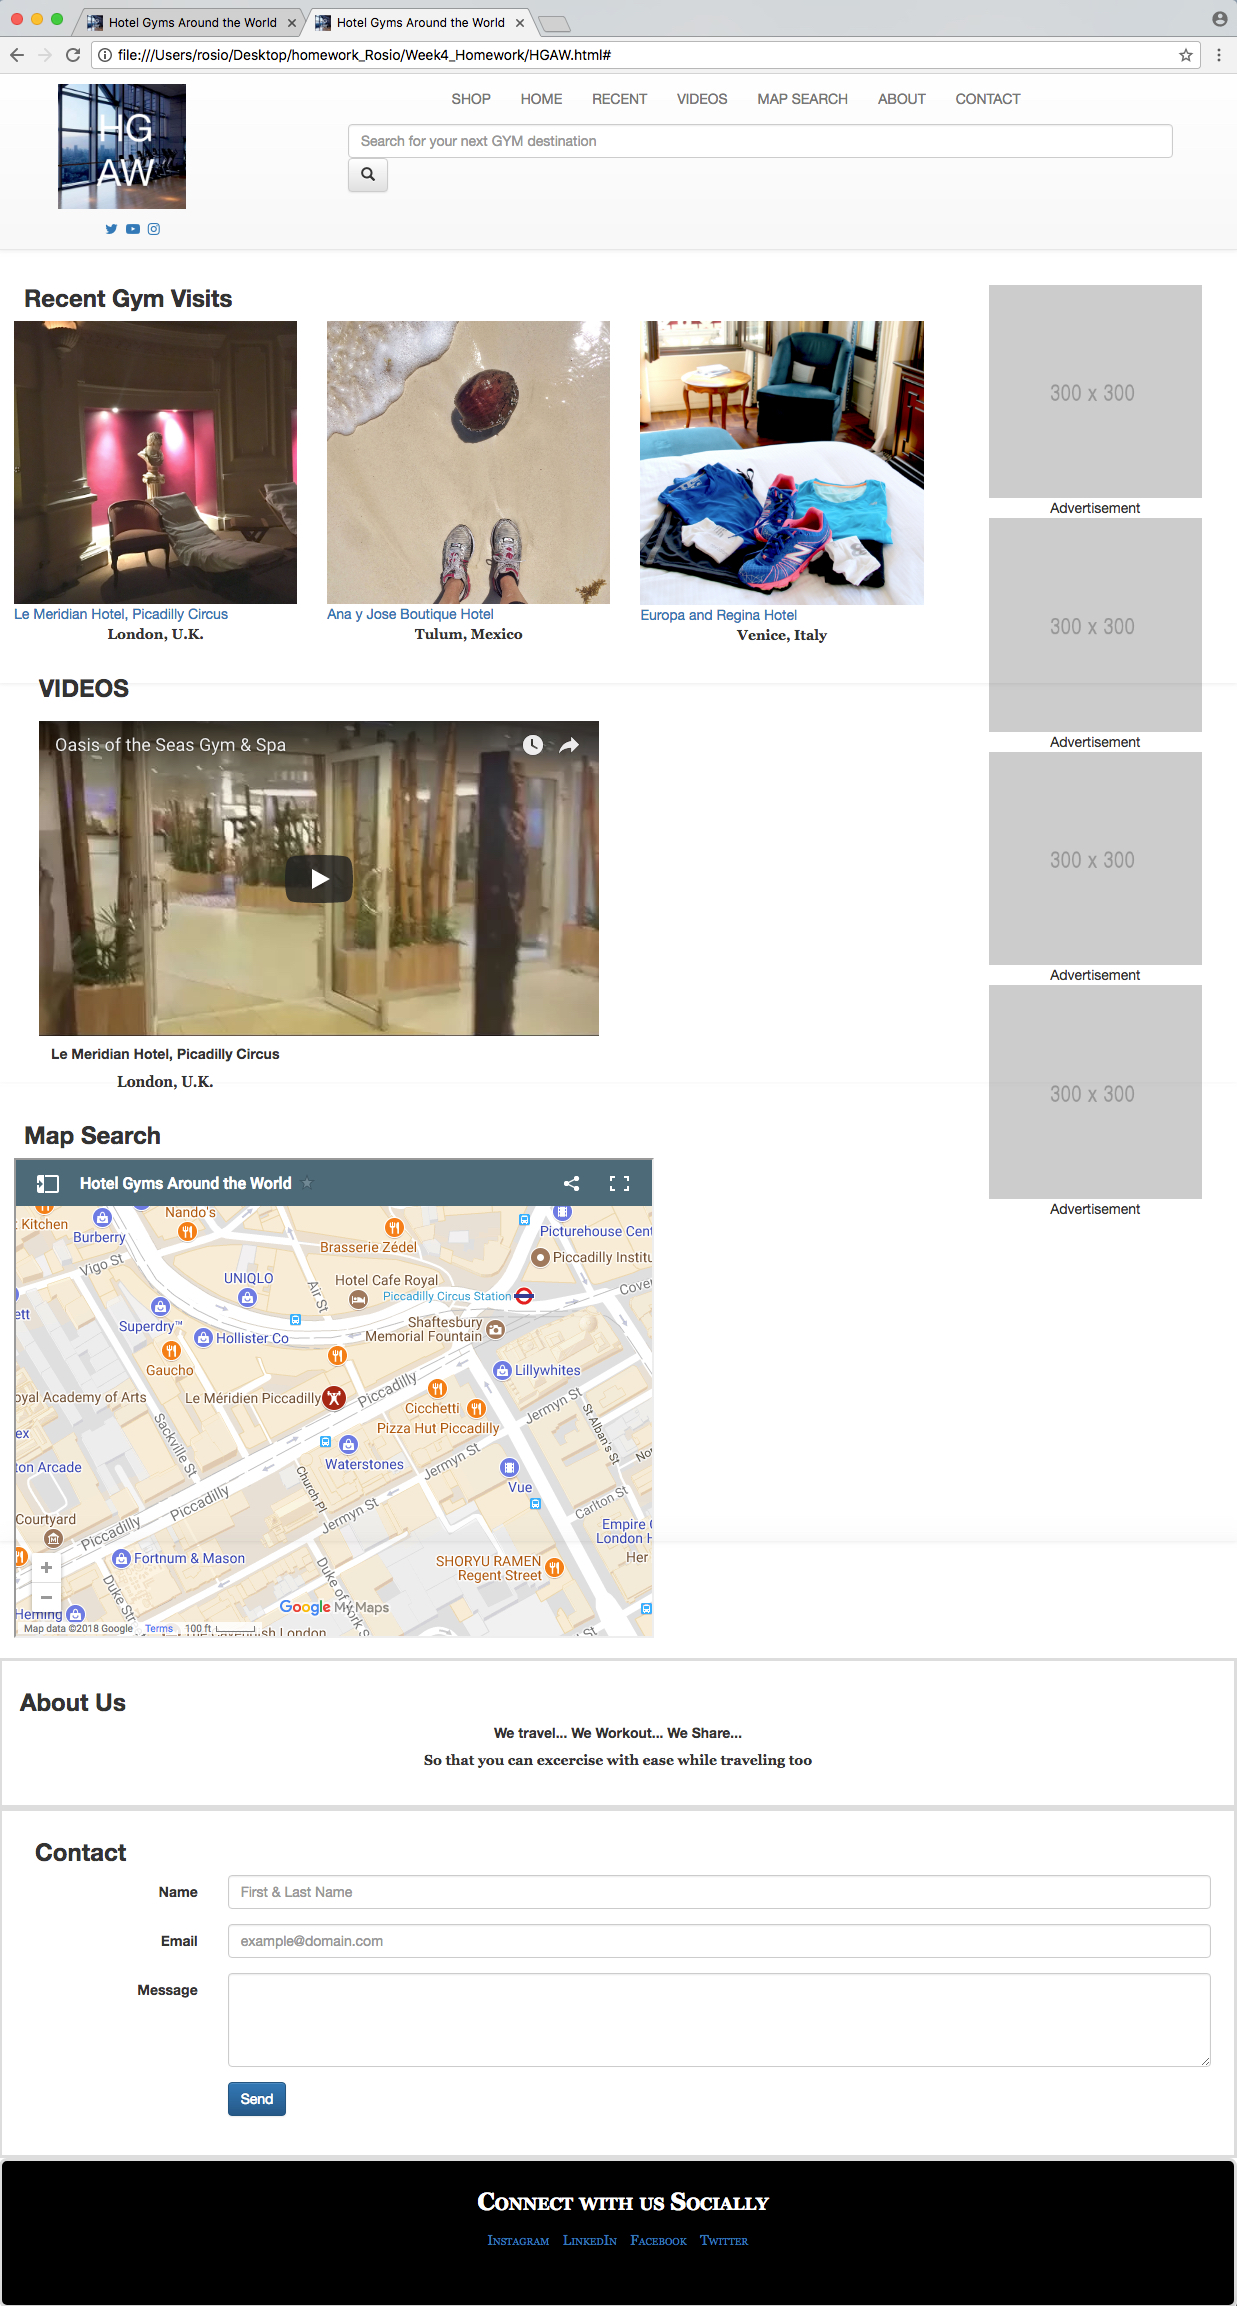 Hotel Gyms Around the World
Hotel Gyms Around the World
file:///Users/rosio/Desktop/homework_Rosio/Week4_Homework/HGAW.html#
HG
AW
SHOP HOME RECENT VIDEOS MAP SEARCH ABOUT CONTACT
Search for your next GYM destination
Recent Gym Visits
Le Meridian Hotel, Picadilly Circus
London, U.K.
Ana y Jose Boutique Hotel
Tulum, Mexico
Europa and Regina Hotel
Venice, Italy
300 x 300
Advertisement
300 x 300
Advertisement
300 x 300
Advertisement
300 x 300
Advertisement
VIDEOS
Oasis of the Seas Gym & Spa
Le Meridian Hotel, Picadilly Circus
London, U.K.
Map Search
Hotel Gyms Around the World
Kitchen
Nando's
Burberry
Brasserie Zédel
Picturehouse Cent
Vigo St
Piccadilly Institu
UNIQLO
Air St
Hotel Cafe Royal
Piccadilly Circus Station
Cover
ett
Superdry™
Hollister Co
Shaftesbury
Memorial Fountain
Gaucho
Lillywhites
oyal Academy of Arts
Le Méridien Piccadilly
Piccadilly
Cicchetti
Jermyn St
Pizza Hut Piccadilly
St Alban's St
ex
Sackville St
Waterstones
Jermyn St
Nor
ton Arcade
Church Pl
Vue
Piccadilly
Jermyn St
Carlton St
Courtyard
Piccadilly
Empire
London H
Fortnum & Mason
SHORYU RAMEN
Regent Street
Her
Duke St
Duke of York St
Heming
Google My Maps
Map data ©2018 Google Terms 100 ft
The Cavendish London
St
About Us
We travel... We Workout... We Share...
So that you can excercise with ease while traveling too
Contact
Name First & Last Name
Email example@domain.com
Message
Send
Connect with us Socially
Instagram LinkedIn Facebook Twitter